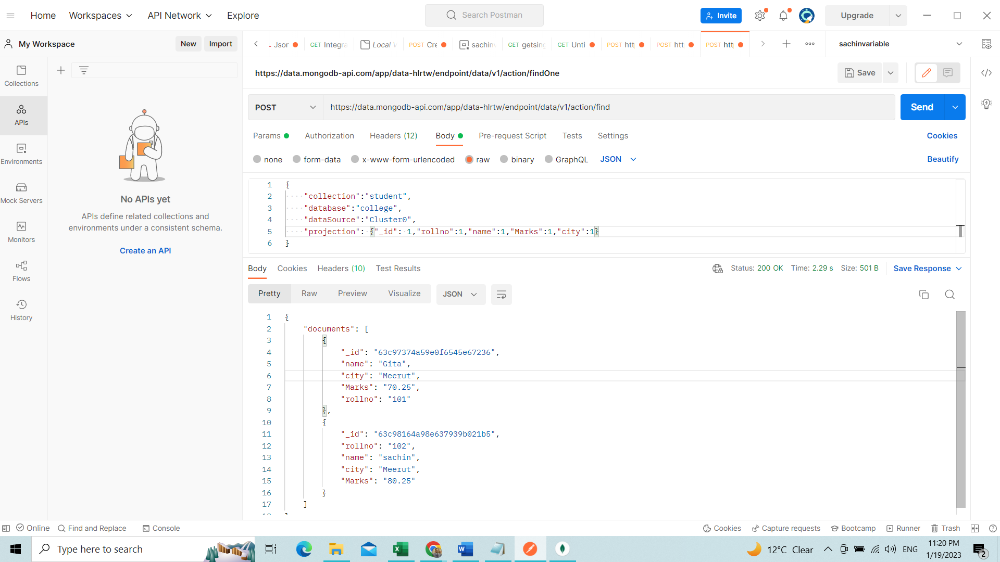 Home Workspaces API Network Explore Search Postman Invite Upgrade
My Workspace New Import
Jsor GET Integra Local V POST Cre sachin GET getsing GET Unti POST htt POST htt POST htt sachinvariable
https://data.mongodb-api.com/app/data-hlrtw/endpoint/data/v1/action/findOne Save
POST https://data.mongodb-api.com/app/data-hlrtw/endpoint/data/v1/action/find Send
Params Authorization Headers (12) Body Pre-request Script Tests Settings Cookies
none form-data x-www-form-urlencoded raw binary GraphQL JSON Beautify
Collections
APIs
Environments
Mock Servers
Monitors
Flows
History
No APIs yet
APIs define related collections and
environments under a consistent schema.
Create an API
1 {
2 "collection":"student",
3 "database":"college",
4 "dataSource":"Cluster0",
5 "projection": {"_id": 1,"rollno":1,"name":1,"Marks":1,"city":1}
6 }
Body Cookies Headers (10) Test Results Status: 200 OK Time: 2.29 s Size: 501 B Save Response
Pretty Raw Preview Visualize JSON
1 {
2 "documents": [
3 {
4 "_id": "63c97374a59e0f6545e67236",
5 "name": "Gita",
6 "city": "Meerut",
7 "Marks": "70.25",
8 "rollno": "101"
9 },
10 {
11 "_id": "63c98164a98e637939b021b5",
12 "rollno": "102",
13 "name": "sachin",
14 "city": "Meerut",
15 "Marks": "80.25"
16 }
17 ]
Online Find and Replace Console Cookies Capture requests Bootcamp Runner Trash
Type here to search 12°C Clear ENG 11:20 PM
1/19/2023 2